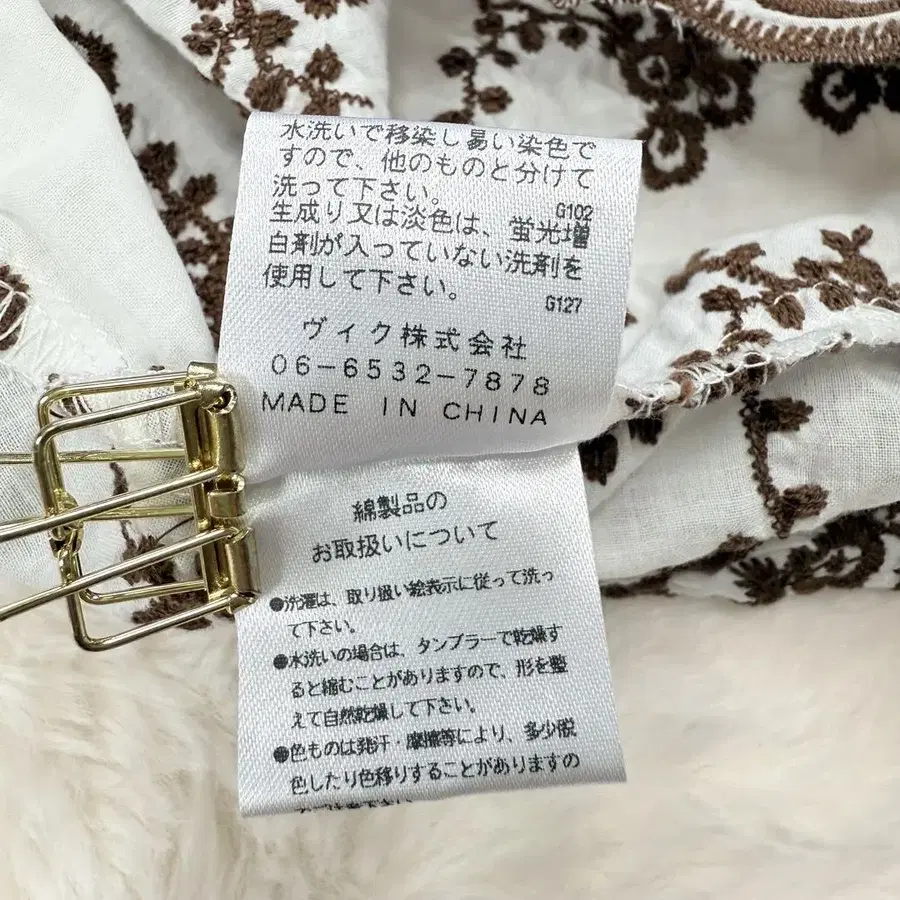 水洗いで移染し易い染色で
すので、他のものと分けて
洗って下さい。
G102
生成り又は淡色は、蛍光増
白剤が入っていない洗剤を
使用して下さい。
G127
ヴィク株式会社
06-6532-7878
MADE IN CHINA
綿製品の
お取扱いについて
●洗濯は、取り扱い絵表示に従って洗っ
て下さい。
●水洗いの場合は、タンブラーで乾燥す
ると縮むことがありますので、形を整
えて自然乾燥して下さい。
●色ものは発汗・摩擦等により、多少脱
色したり色移りすることがありますの